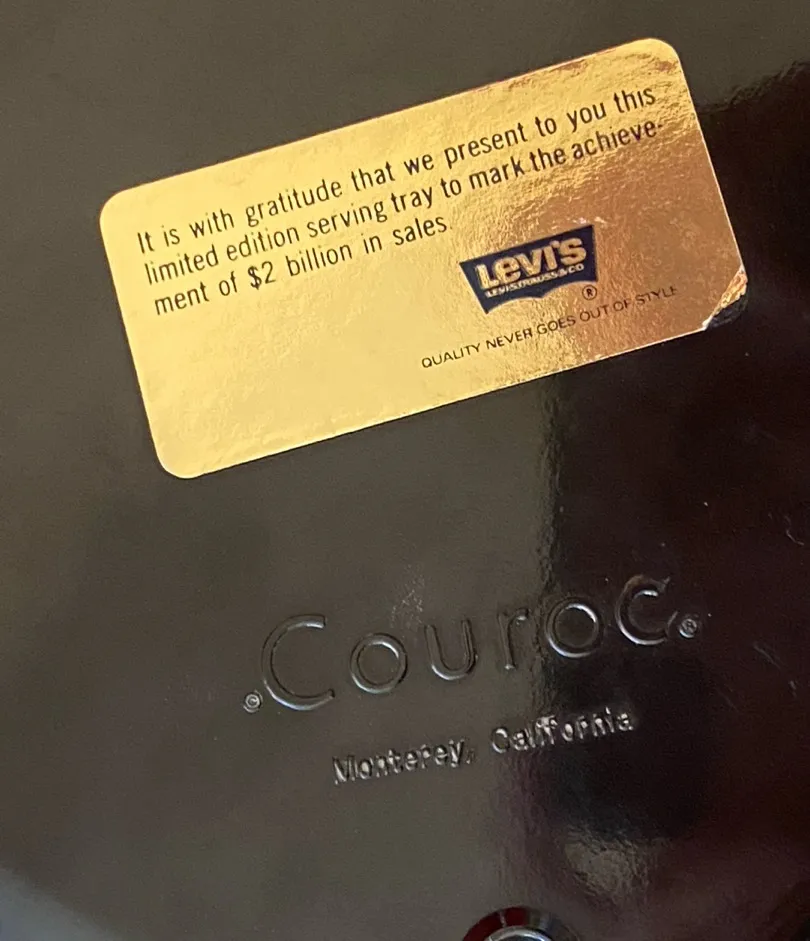 It is with gratitude that we present to you this
limited edition serving tray to mark the achieve-
ment of $2 billion in sales.
LEVI'S
LEVI STRAUSS & CO
®
QUALITY NEVER GOES OUT OF STYLE
© Couroc ®
Monterey, California